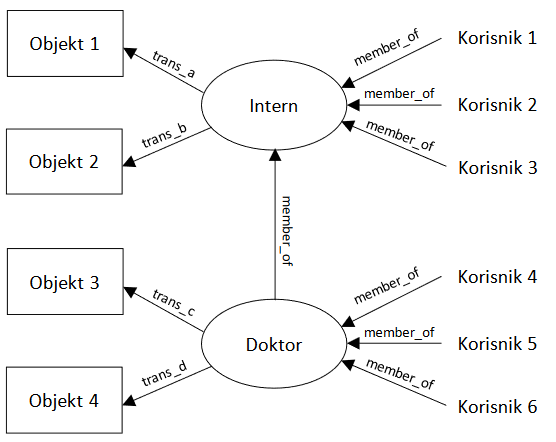 Objekt 1
trans_a
member_of
Korisnik 1
Intern
member_of
Korisnik 2
Objekt 2
trans_b
member_of
Korisnik 3
member_of
Objekt 3
trans_c
member_of
Korisnik 4
Doktor
member_of
Korisnik 5
Objekt 4
trans_d
member_of
Korisnik 6